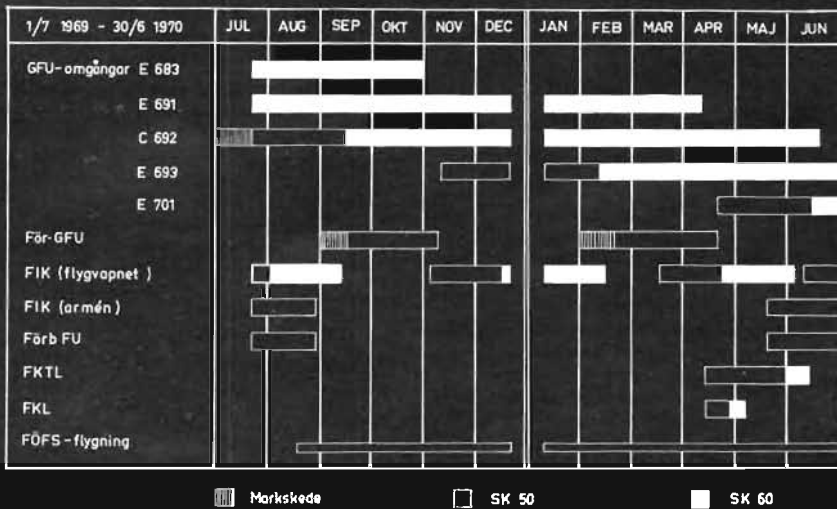 1/7 1969 - 30/6 1970 JUL AUG SEP OKT NOV DEC JAN FEB MAR APR MAJ JUN
GFU-omgångar E 683
E 691
C 692
E 693
E 701
För-GFU
FIK (flygvapnet)
FIK (armén)
Förb FU
FKTL
FKL
FÖFS-flygning
Markskede SK 50 SK 60